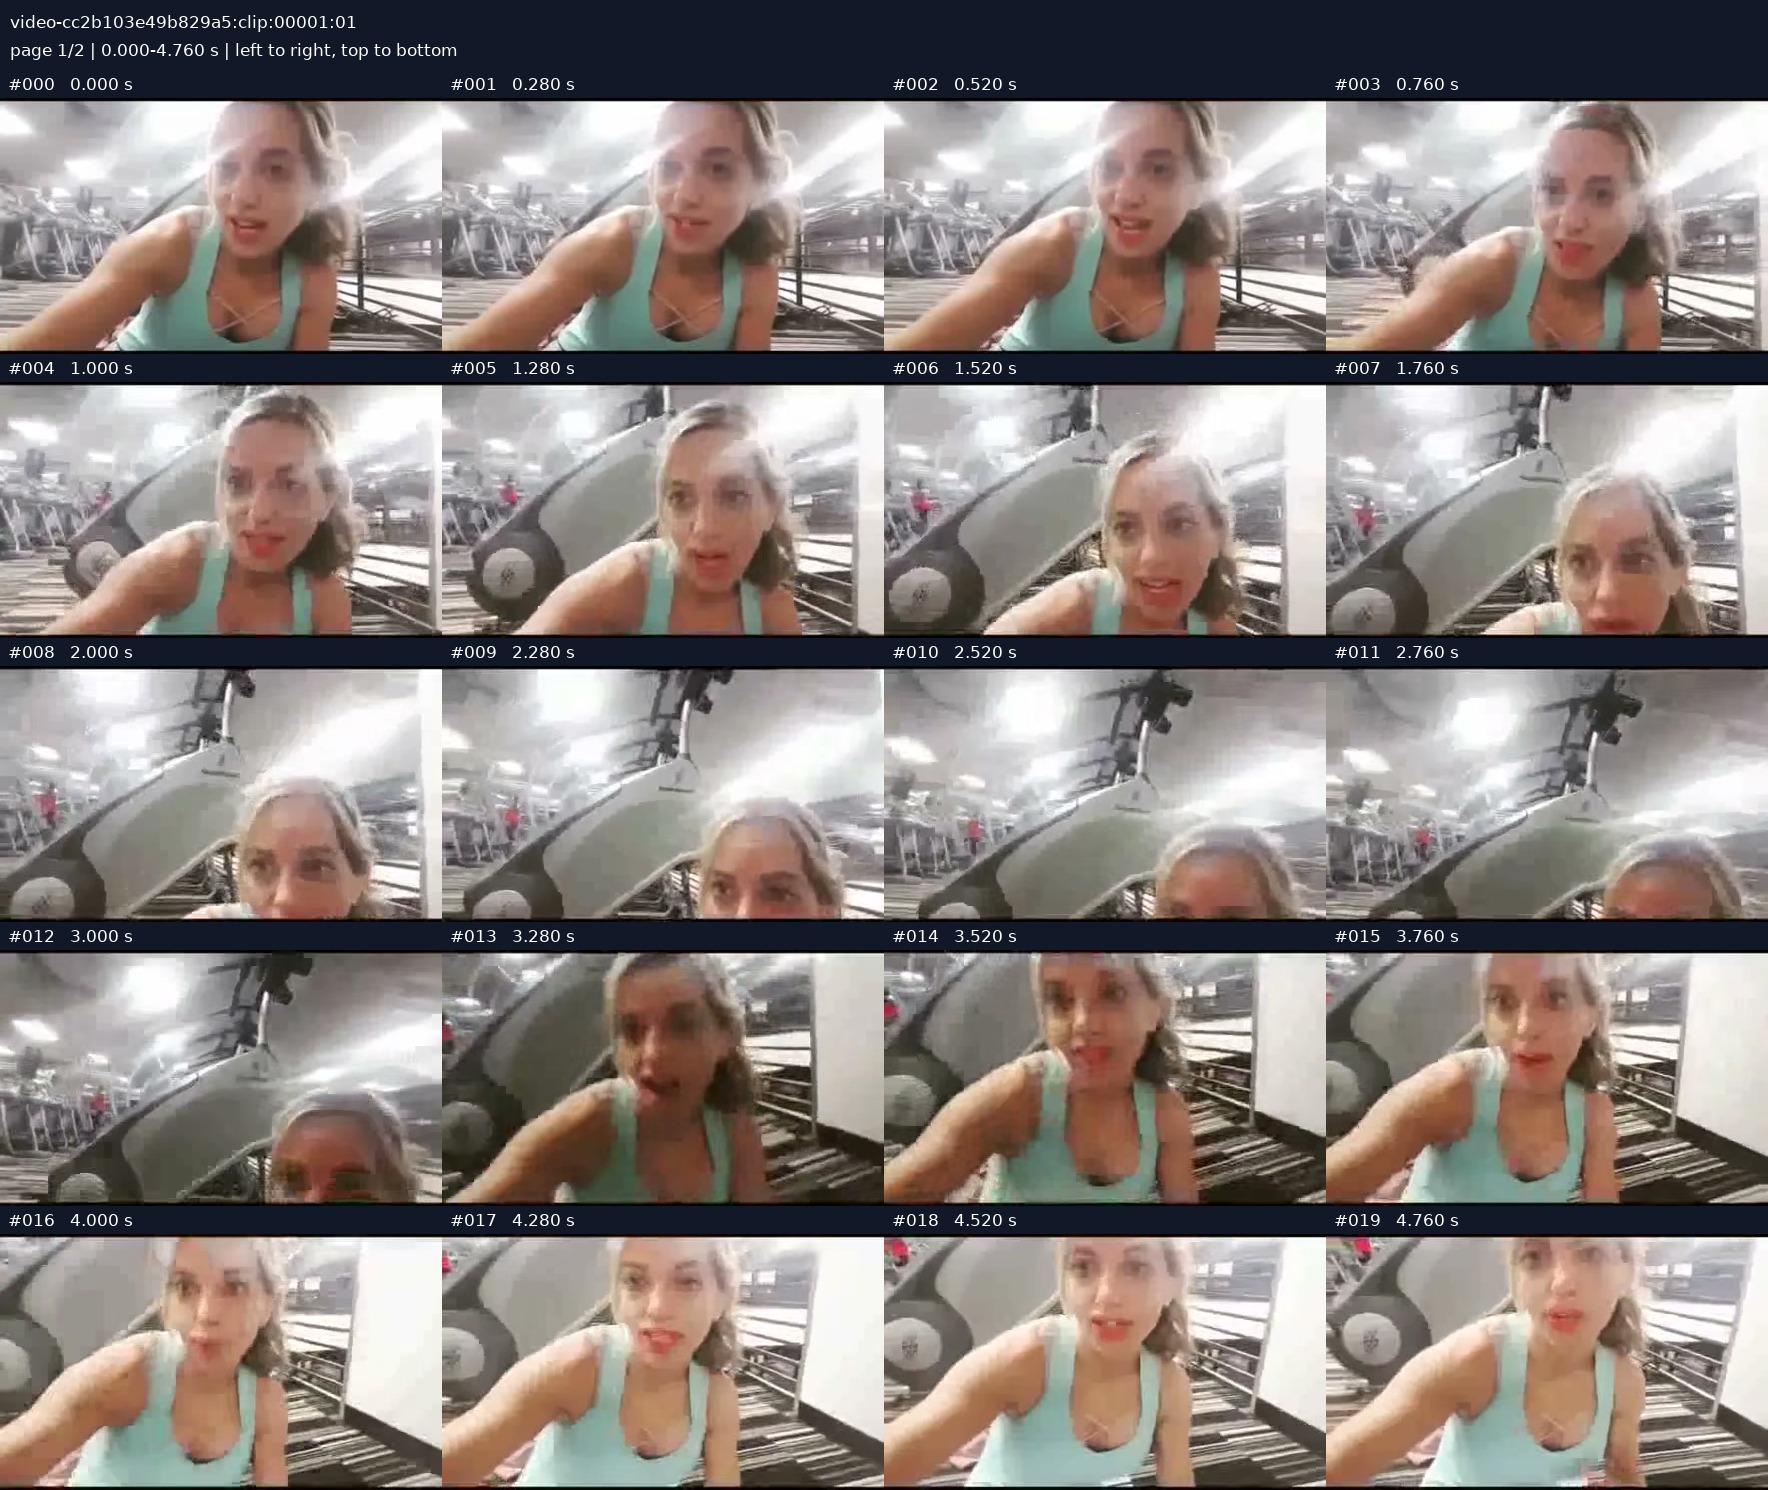 video-cc2b103e49b829a5:clip:00001:01
page 1/2 | 0.000-4.760 s | left to right, top to bottom
#000 0.000 s
#001 0.280 s
#002 0.520 s
#003 0.760 s
#004 1.000 s
#005 1.280 s
#006 1.520 s
#007 1.760 s
#008 2.000 s
#009 2.280 s
#010 2.520 s
#011 2.760 s
#012 3.000 s
#013 3.280 s
#014 3.520 s
#015 3.760 s
#016 4.000 s
#017 4.280 s
#018 4.520 s
#019 4.760 s